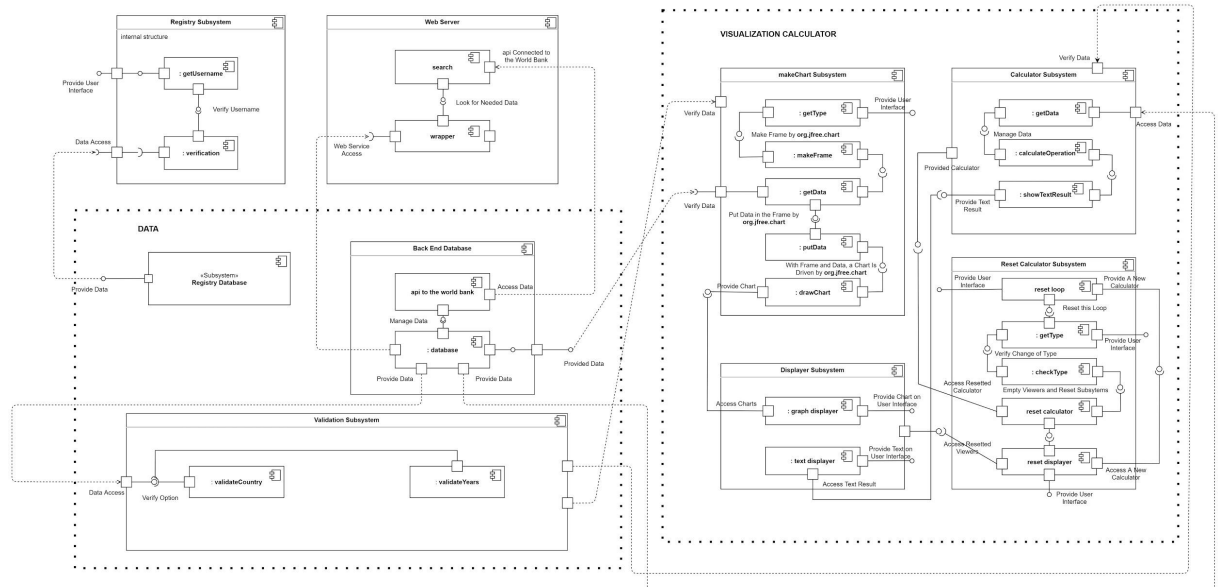 Registry Subsystem
internal structure
: getUsername
Provide User
Interface
Verify Username
Data Access
: verification
Web Server
search
api Connected to
the World Bank
Look for Needed Data
wrapper
Web Service
Access
DATA
«Subsystem»
Registry Database
Provide Data
Back End Database
api to the world bank
Access Data
Manage Data
: database
Provided Data
Provide Data
Provide Data
Validation Subsystem
Data Access
: validateCountry
Verify Option
: validateYears
VISUALIZATION CALCULATOR
makeChart Subsystem
Verify Data
: getType
Provide User
Interface
Make Frame by org.jfree.chart
: makeFrame
Verify Data
: getData
Put Data in the Frame by
org.jfree.chart
: putData
With Frame and Data, a Chart Is
Driven by org.jfree.chart
Provide Chart
: drawChart
Verify Data
Calculator Subsystem
: getData
Access Data
Manage Data
: calculateOperation
Provided Calculator
: showTextResult
Provide Text
Result
Displayer Subsystem
Access Charts
: graph displayer
Provide Chart on
User Interface
: text displayer
Provide Text on
User Interface
Access Text Result
Reset Calculator Subsystem
Provide User
Interface
reset loop
Provide A New
Calculator
Reset this Loop
: getType
Provide User
Interface
Verify Change of Type
: checkType
Empty Viewers and Reset Subsytems
Access Resetted
Calculator
reset calculator
Access Resetted
Viewers
reset displayer
Access A New
Calculator
Provide User
Interface